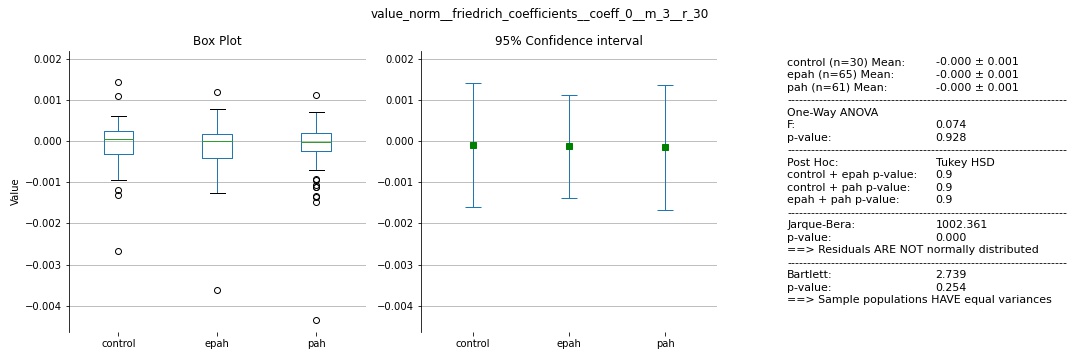 value_norm__friedrich_coefficients__coeff_0__m_3__r_30
Box Plot
0.002
0.001
0.000
−0.001
−0.002
−0.003
−0.004
Value
control epah pah
95% Confidence interval
0.002
0.001
0.000
−0.001
−0.002
−0.003
−0.004
control epah pah
control (n=30) Mean: -0.000 ± 0.001
epah (n=65) Mean: -0.000 ± 0.001
pah (n=61) Mean: -0.000 ± 0.001
One-Way ANOVA
F: 0.074
p-value: 0.928
Post Hoc: Tukey HSD
control + epah p-value: 0.9
control + pah p-value: 0.9
epah + pah p-value: 0.9
Jarque-Bera: 1002.361
p-value: 0.000
==> Residuals ARE NOT normally distributed
Bartlett: 2.739
p-value: 0.254
==> Sample populations HAVE equal variances